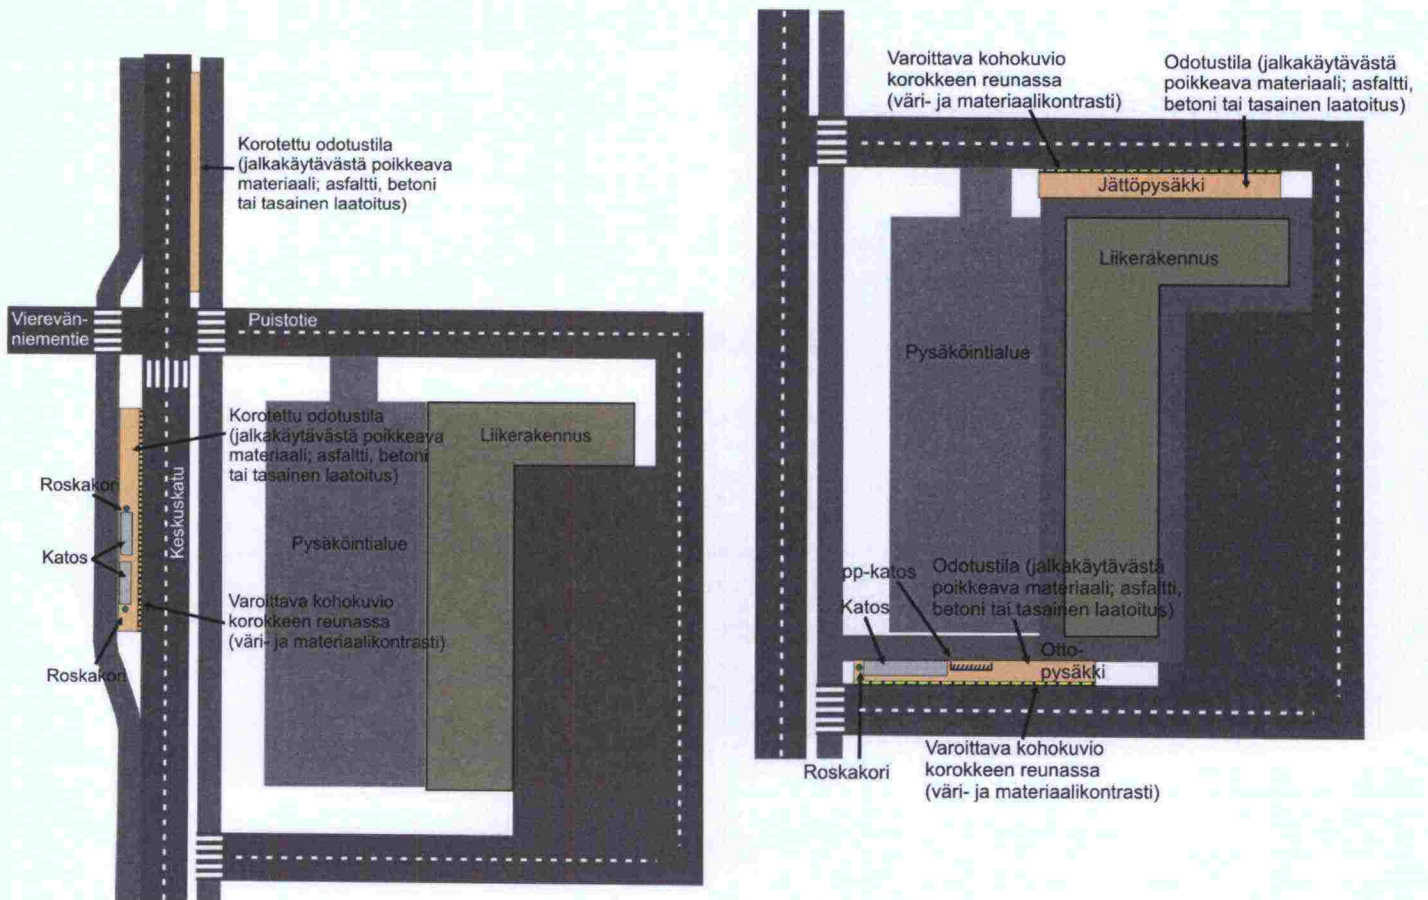 Korotettu odotustila
(jalkakäytävästä poikkeava
materiaali; asfaltti, betoni
tai tasainen laatoitus)
Vierevän-
niementie
Puistotie
Korotettu odotustila
(jalkakäytävästä poikkeava
materiaali; asfaltti, betoni
tai tasainen laatoitus)
Liikerakennus
Roskakori
Keskuskatu
Katos
Pysäköintialue
Varoittava kohokuvio
korokkeen reunassa
(väri- ja materiaalikontrasti)
Roskakori
Varoittava kohokuvio
korokkeen reunassa
(väri- ja materiaalikontrasti)
Odotustila (jalkakäytävästä
poikkeava materiaali; asfaltti,
betoni tai tasainen laatoitus)
Jättöpysäkki
Liikerakennus
Pysäköintialue
pp-katos
Odotustila (jalkakäytävästä
poikkeava materiaali; asfaltti,
betoni tai tasainen laatoitus)
Katos
Otto-
pysäkki
Roskakori
Varoittava kohokuvio
korokkeen reunassa
(väri- ja materiaalikontrasti)